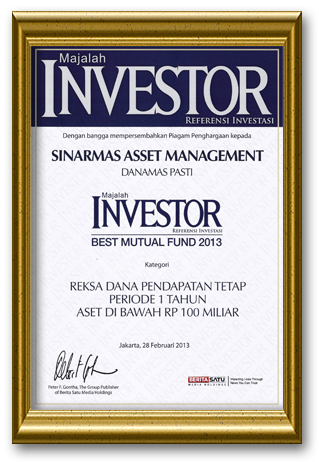 Majalah
INVESTOR
REFERENSI INVESTASI
Dengan bangga mempersembahkan Piagam Penghargaan kepada
SINARMAS ASSET MANAGEMENT
DANAMAS PASTI
Majalah
INVESTOR
REFERENSI INVESTASI
BEST MUTUAL FUND 2013
Kategori
REKSA DANA PENDAPATAN TETAP
PERIODE 1 TAHUN
ASET DI BAWAH RP 100 MILIAR
Jakarta, 28 Februari 2013
Peter F. Gontha, The Group Publisher
of Berita Satu Media Holdings
BERITASATU
MEDIA HOLDINGS
Impacting Lives Through
News You Can Trust